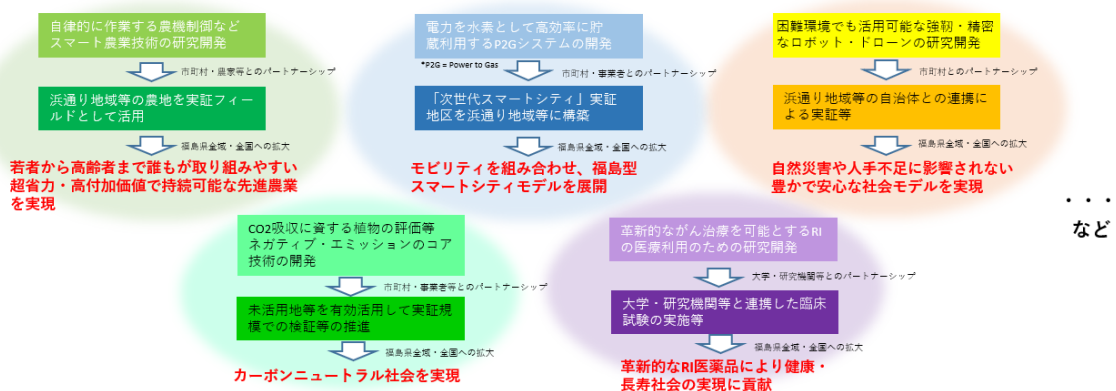 自律的に作業する農機制御など
スマート農業技術の研究開発
市町村・農家等とのパートナーシップ
浜通り地域等の農地を実証フィー
ルドとして活用
福島県全域・全国への拡大
若者から高齢者まで誰もが取り組みやすい
超省力・高付加価値で持続可能な先進農業
を実現
電力を水素として高効率に貯
蔵利用するP2Gシステムの開発
*P2G = Power to Gas
市町村・事業者とのパートナーシップ
「次世代スマートシティ」実証
地区を浜通り地域等に構築
福島県全域・全国への拡大
モビリティを組み合わせ、福島型
スマートシティモデルを展開
困難環境でも活用可能な強靭・精密
なロボット・ドローンの研究開発
市町村とのパートナーシップ
浜通り地域等の自治体との連携に
よる実証等
福島県全域・全国への拡大
自然災害や人手不足に影響されない
豊かで安心な社会モデルを実現
CO2吸収に資する植物の評価等
ネガティブ・エミッションのコア
技術の開発
市町村・事業者等とのパートナーシップ
未活用地等を有効活用して実証規
模での検証等の推進
福島県全域・全国への拡大
カーボンニュートラル社会を実現
革新的ながん治療を可能とするRI
の医療利用のための研究開発
大学・研究機関等とのパートナーシップ
大学・研究機関等と連携した臨床
試験の実施等
福島県全域・全国への拡大
革新的なRI医薬品により健康・
長寿社会の実現に貢献
・・・
など